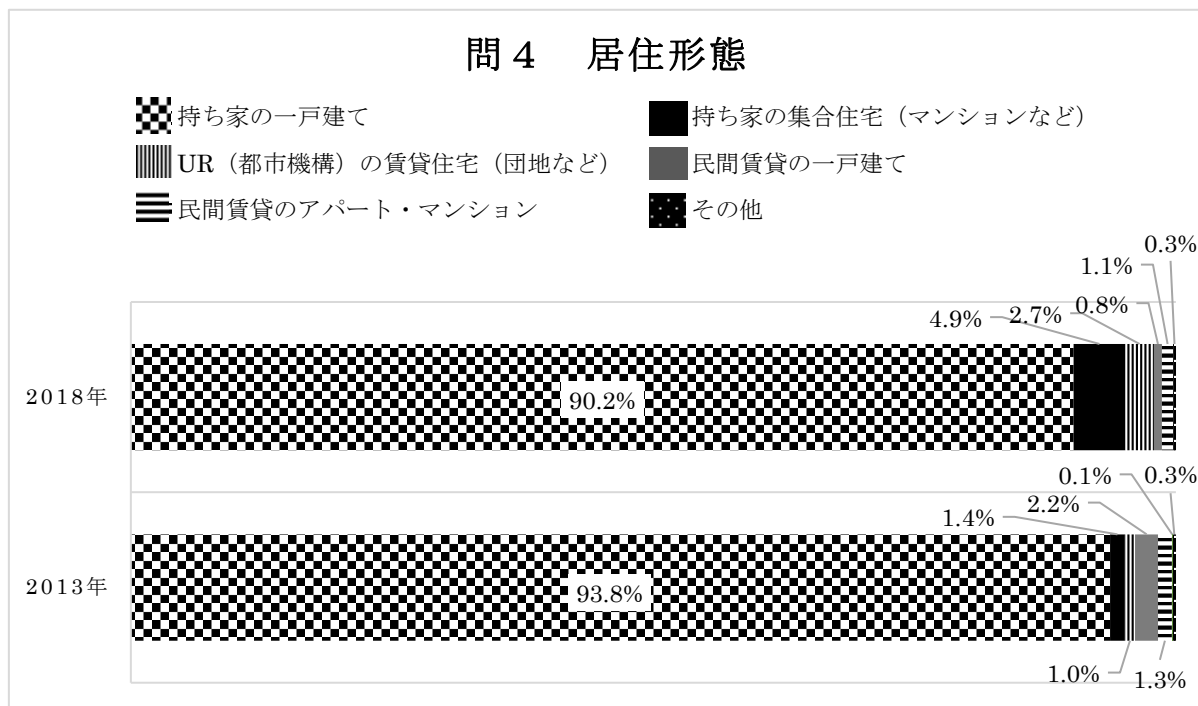 問4 居住形態
持ち家の一戸建て
持ち家の集合住宅（マンションなど）
UR（都市機構）の賃貸住宅（団地など）
民間賃貸の一戸建て
民間賃貸のアパート・マンション
その他
0.3%
1.1%
4.9%
2.7%
0.8%
2018年
90.2%
0.1%
0.3%
1.4%
2.2%
2013年
93.8%
1.0%
1.3%